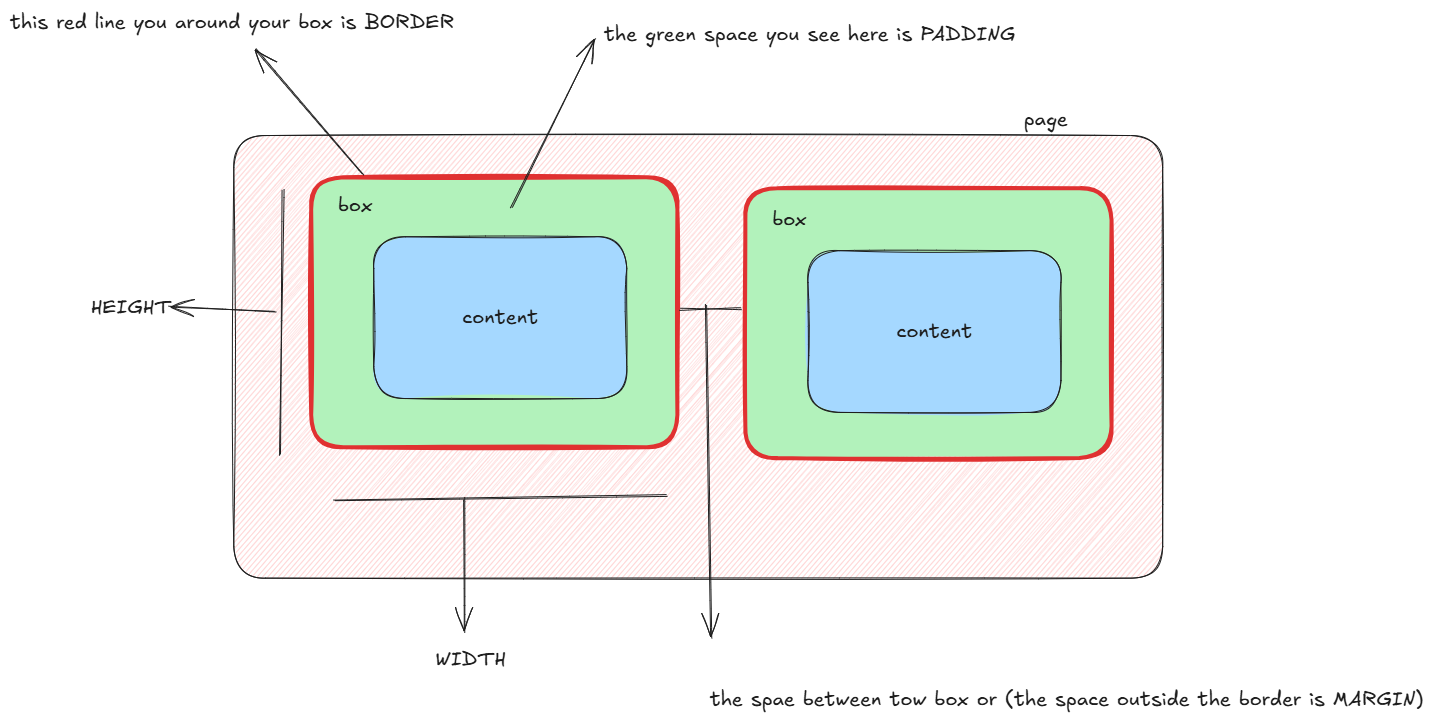 this red line you around your box is BORDER
the green space you see here is PADDING
page
box
box
HEIGHT
content
content
WIDTH
the spae between tow box or (the space outside the border is MARGIN)